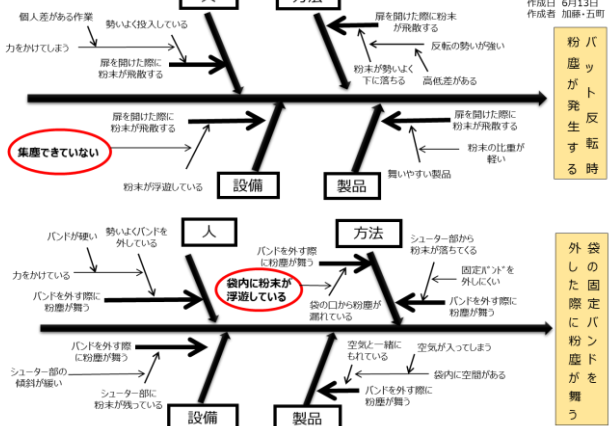 作成日 6月13日
作成者 加藤・五町
人
方法
個人差がある作業
力をかけてしまう
勢いよく投入している
扉を開けた際に
粉末が飛散する
扉を開けた際に粉末
が飛散する
反転の勢いが強い
粉末が勢いよく
下に落ちる
高低差がある
バット反転時
粉塵が発生する
集塵できていない
扉を開けた際に
粉末が飛散する
粉末が浮遊している
設備
扉を開けた際に
粉末が飛散する
粉末の比重が
軽い
舞いやすい製品
製品
人
方法
バンドが硬い
勢いよくバンドを
外している
力をかけている
バンドを外す際に
粉塵が舞う
バンドを外す際
に粉塵が舞う
袋内に粉末が
浮遊している
袋の口から粉塵が
漏れている
シューター部から
粉末が落ちてくる
固定バンドを
外しにくい
バンドを外す際に
粉塵が舞う
袋の固定バンドを
外した際に粉塵が舞う
バンドを外す際に
粉塵が舞う
シューター部の
傾斜が緩い
シューター部に
粉末が残っている
設備
空気と一緒に
もれている
空気が入ってしまう
袋内に空間がある
バンドを外す際に
粉塵が舞う
製品